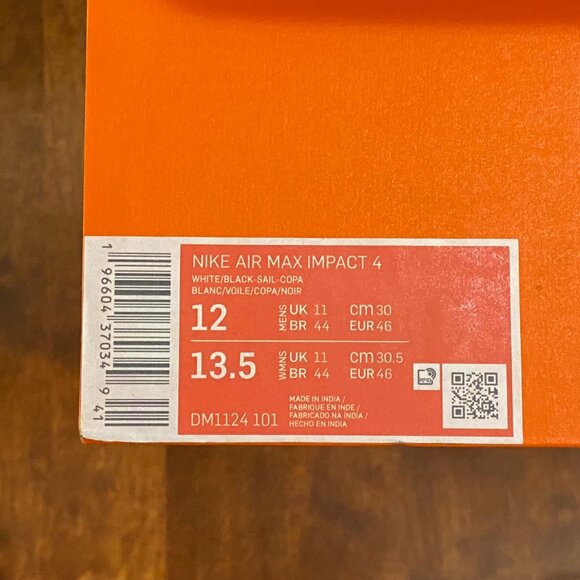 NIKE AIR MAX IMPACT 4
WHITE/BLACK-SAIL-COPA
BLANC/VOILE/COPA/NOIR
12 MENS UK 11 CM 30
BR 44 EUR 46
13.5 WMNS UK 11 CM 30.5
BR 44 EUR 46
DM1124 101
MADE IN INDIA /
FABRIQUE EN INDE /
FABRICADO NA ÍNDIA /
HECHO EN INDIA
1 96604 37034 9
41